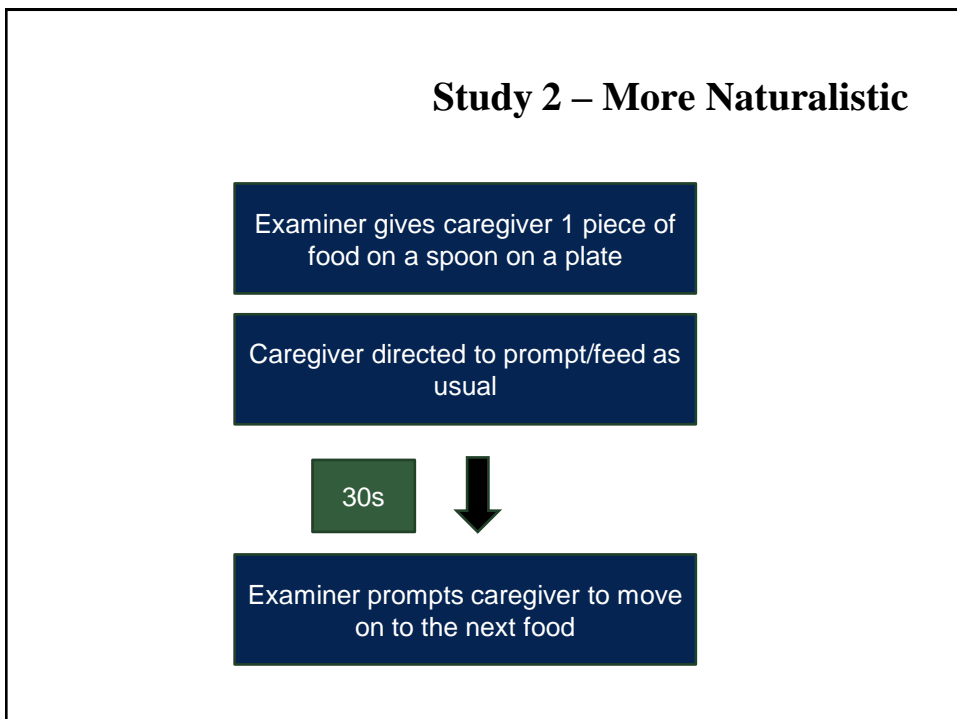 Study 2 – More Naturalistic
Examiner gives caregiver 1 piece of
food on a spoon on a plate
Caregiver directed to prompt/feed as
usual
30s
Examiner prompts caregiver to move
on to the next food